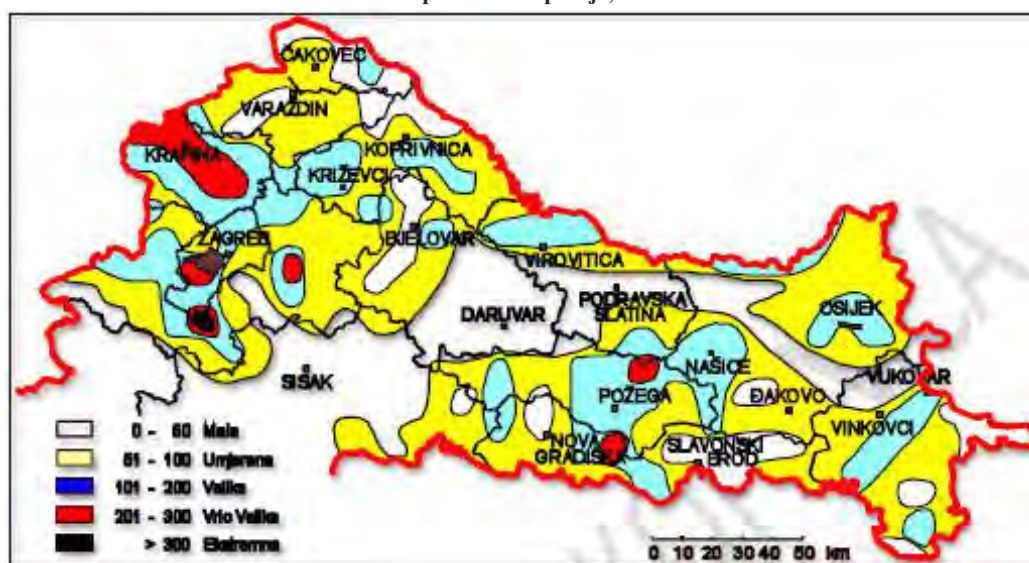 ČAKOVEC
VARAŽDIN
KRAPINA
KOPRIVNICA
KRIŽEVCI
ZAGREB
BJELOVAR
VIROVITICA
PODRAVSKA
SLATINA
OSIJEK
DARUVAR
SISAK
NAŠICE
VUKOVAR
POŽEGA
ĐAKOVO
VINKOVCI
NOVA
GRADIŠKA
SLAVONSKI
BROD
0 - 50 Mala
51 - 100 Umjerena
101 - 200 Velika
201 - 300 Vrlo Velika
> 300 Ekstremna
0 10 20 30 40 50 km